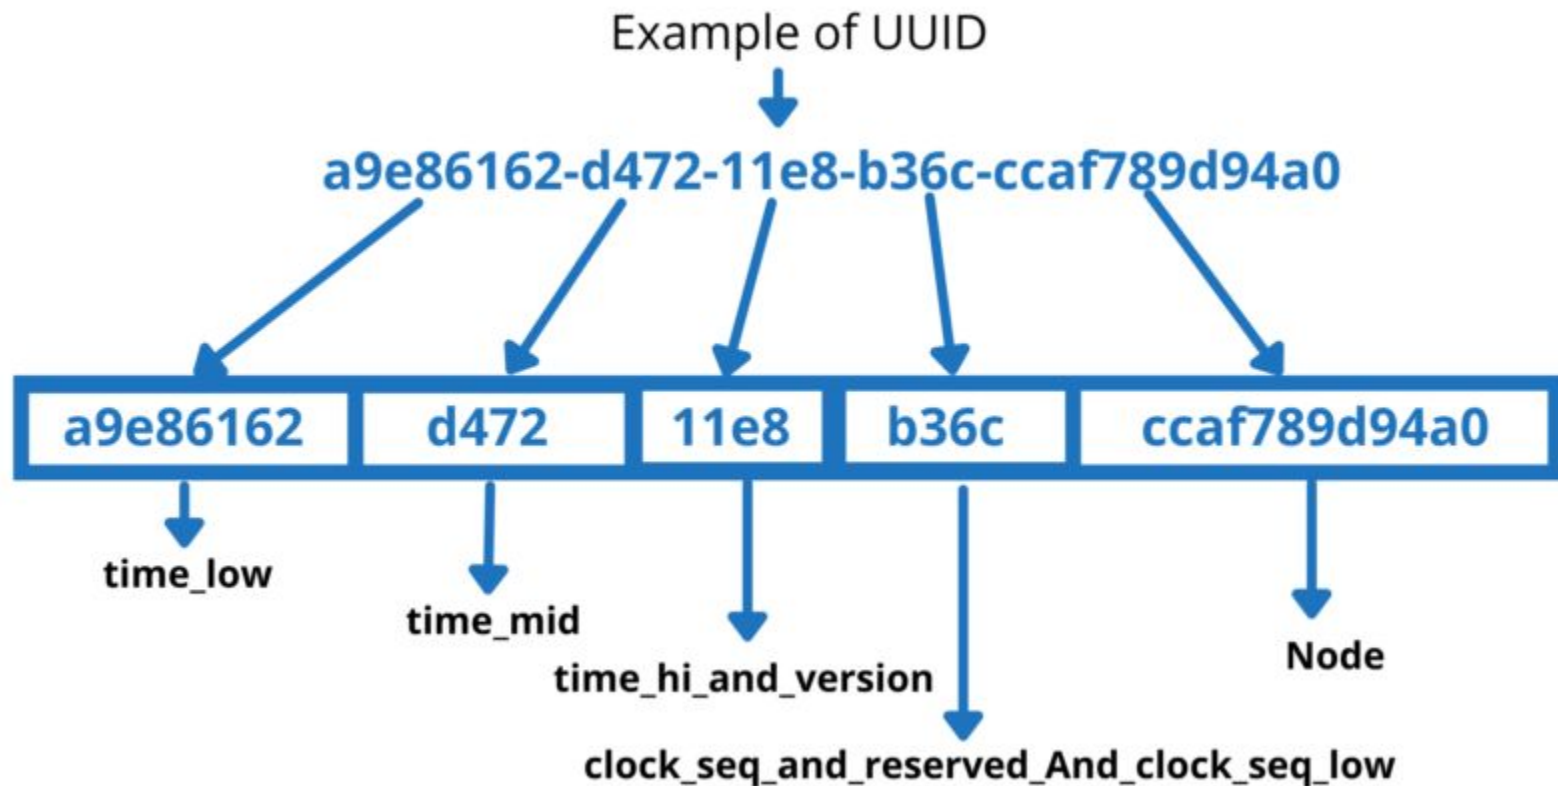 Example of UUID
a9e86162-d472-11e8-b36c-ccaf789d94a0
a9e86162 d472 11e8 b36c ccaf789d94a0
time_low
time_mid
time_hi_and_version
Node
clock_seq_and_reserved_And_clock_seq_low